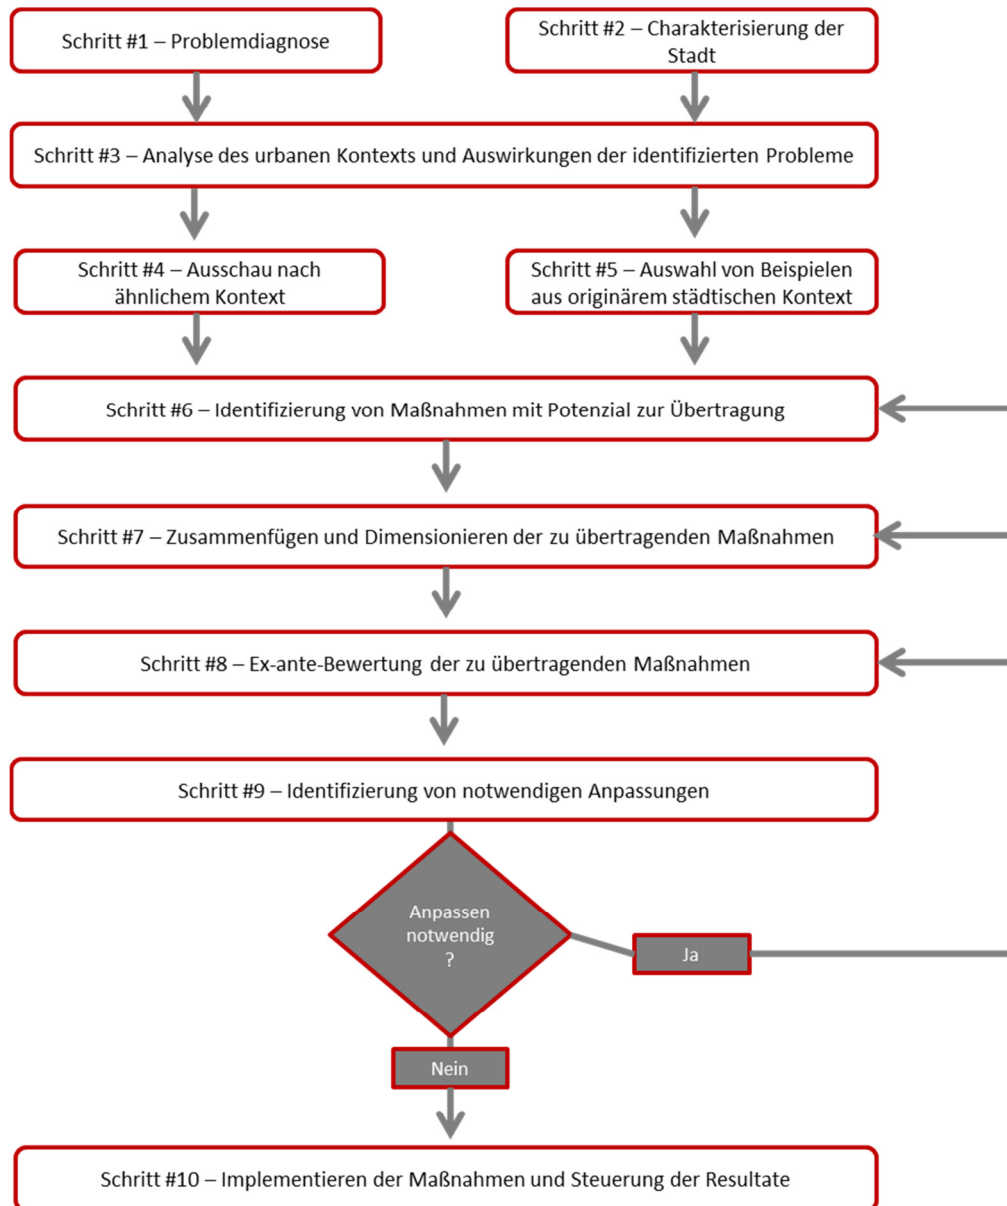 Schritt #1 – Problemdiagnose
Schritt #2 – Charakterisierung der
Stadt
Schritt #3 – Analyse des urbanen Kontexts und Auswirkungen der identifizierten Probleme
Schritt #4 – Ausschau nach
ähnlichem Kontext
Schritt #5 – Auswahl von Beispielen
aus originärem städtischen Kontext
Schritt #6 – Identifizierung von Maßnahmen mit Potenzial zur Übertragung
Schritt #7 – Zusammenfügen und Dimensionieren der zu übertragenden Maßnahmen
Schritt #8 – Ex-ante-Bewertung der zu übertragenden Maßnahmen
Schritt #9 – Identifizierung von notwendigen Anpassungen
Anpassen
notwendig
?
Ja
Nein
Schritt #10 – Implementieren der Maßnahmen und Steuerung der Resultate